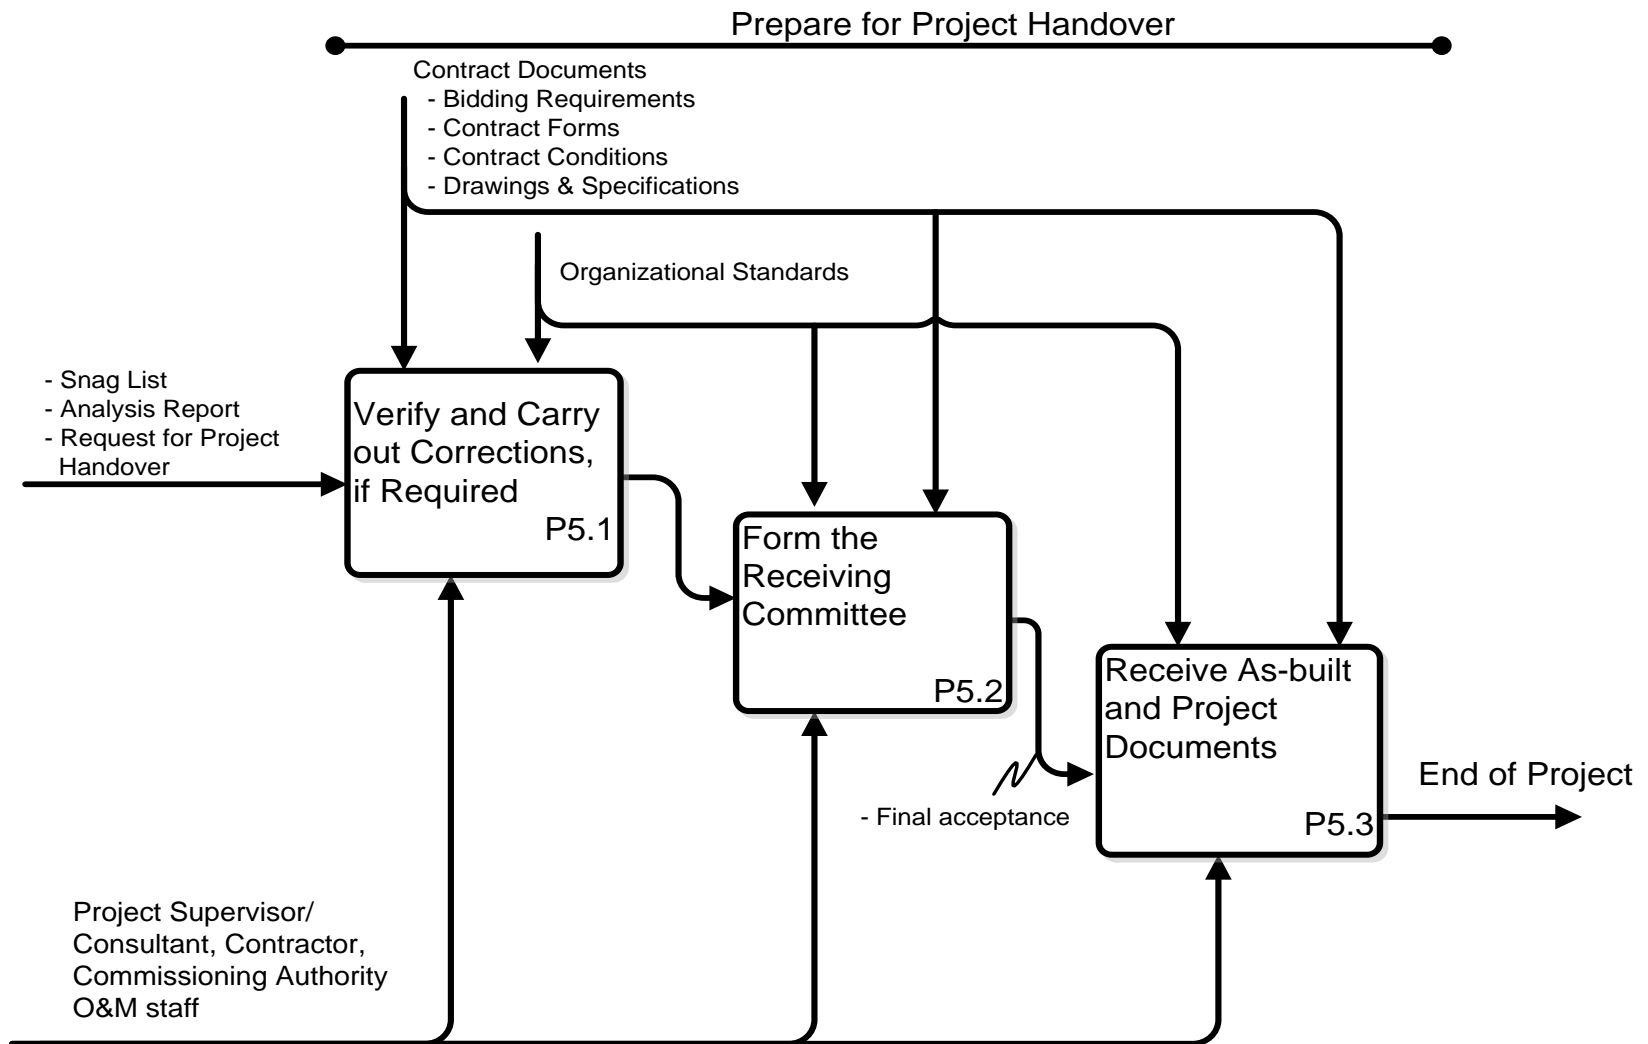 Prepare for Project Handover
Contract Documents
- Bidding Requirements
- Contract Forms
- Contract Conditions
- Drawings & Specifications
Organizational Standards
- Snag List
- Analysis Report
- Request for Project
Handover
Verify and Carry
out Corrections,
if Required
P5.1
Form the
Receiving
Committee
P5.2
Receive As-built
and Project
Documents
P5.3
End of Project
- Final acceptance
Project Supervisor/
Consultant, Contractor,
Commissioning Authority
O&M staff